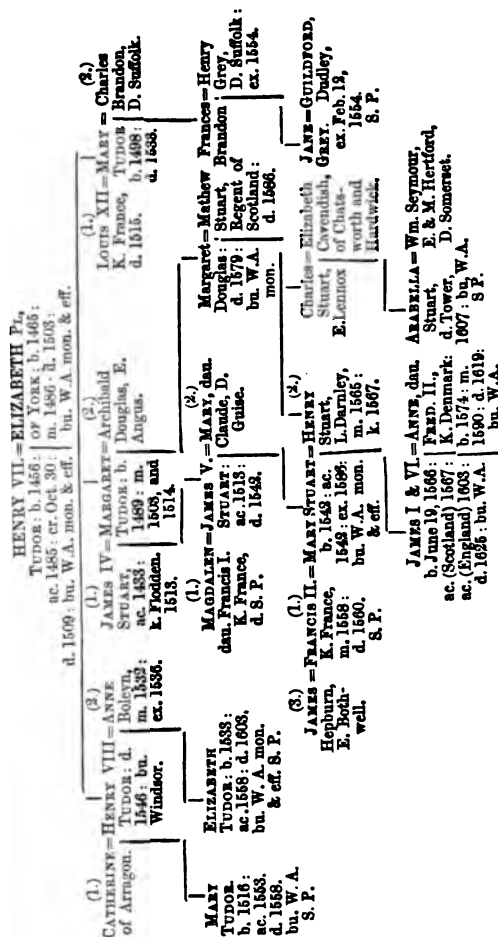 HENRY VII.=ELIZABETH PL,
TUDOR: b. 1456: OF YORK: b. 1465:
ac. 1485: cr. Oct. 30: m. 1486: d. 1503:
d. 1509: bu. W.A. mon. & eff. bu. W.A. mon. & eff.
(1.)
CATHERINE=HENRY VIII=ANNE
of Arragon.
TUDOR: d.
1546: bu.
Windsor.
(2.)
Boleyn,
m. 1532:
ex. 1536.
(1.)
JAMES IV=MARGARET=Archibald
STUART,
ac. 1488:
k. Flodden.
1513.
TUDOR: b.
1489: m.
1503, and
1514.
(2.)
Douglas, E.
Angus.
(1.)
LOUIS XII=MARY=Charles
K. France,
d. 1515.
TUDOR
b. 1498:
d. 1533.
(2.)
Brandon,
D. Suffolk.
MARY
TUDOR.
b. 1516:
ac. 1553.
d. 1558.
bu. W. A.
S. P.
ELIZABETH
TUDOR: b. 1533:
ac. 1558: d. 1603.
bu. W. A. mon.
& eff. S. P.
(1.)
MAGDALEN=JAMES V.=MARY, dau.
dau. Francis I.
K. France,
d. S. P.
STUART:
ac. 1513:
d. 1542.
(2.)
Claude, D.
Guise.
Margaret=Mathew
Douglas:
d. 1579:
bu. W.A.
mon.
Stuart,
Regent of
Scotland:
d. 1586.
Frances=Henry
Brandon
Grey,
D. Suffolk:
ex. 1554.
(3.)
JAMES=FRANCIS II.=MARY STUART=HENRY
Hepburn,
E. Both-
well.
(1.)
K. France,
m. 1558:
d. 1560.
S. P.
b. 1542: ac.
1542: ex. 1586:
bu. W.A. mon.
& eff.
(2.)
Stuart,
L. Darnley,
m. 1565:
k. 1567.
Charles=Elizabeth
Stuart,
E. Lennox
Cavendish,
of Chats-
worth and
Hardwick.
JANE=GUILDFORD,
GREY.
Dudley,
ex. Feb. 12,
1554.
S. P.
JAMES I & VI.=ANNE, dau.
b. June 19, 1566:
ac. (Scotland) 1567:
ac. (England) 1603:
d. 1625: bu. W.A.
FRED. II.,
K. Denmark:
b. 1574: m.
1590: d. 1619:
bu. W. A.
ARABELLA=Wm. Seymour,
Stuart,
d. Tower,
1607: bu, W.A.
S P.
E. & M. Hertford,
D. Somerset.